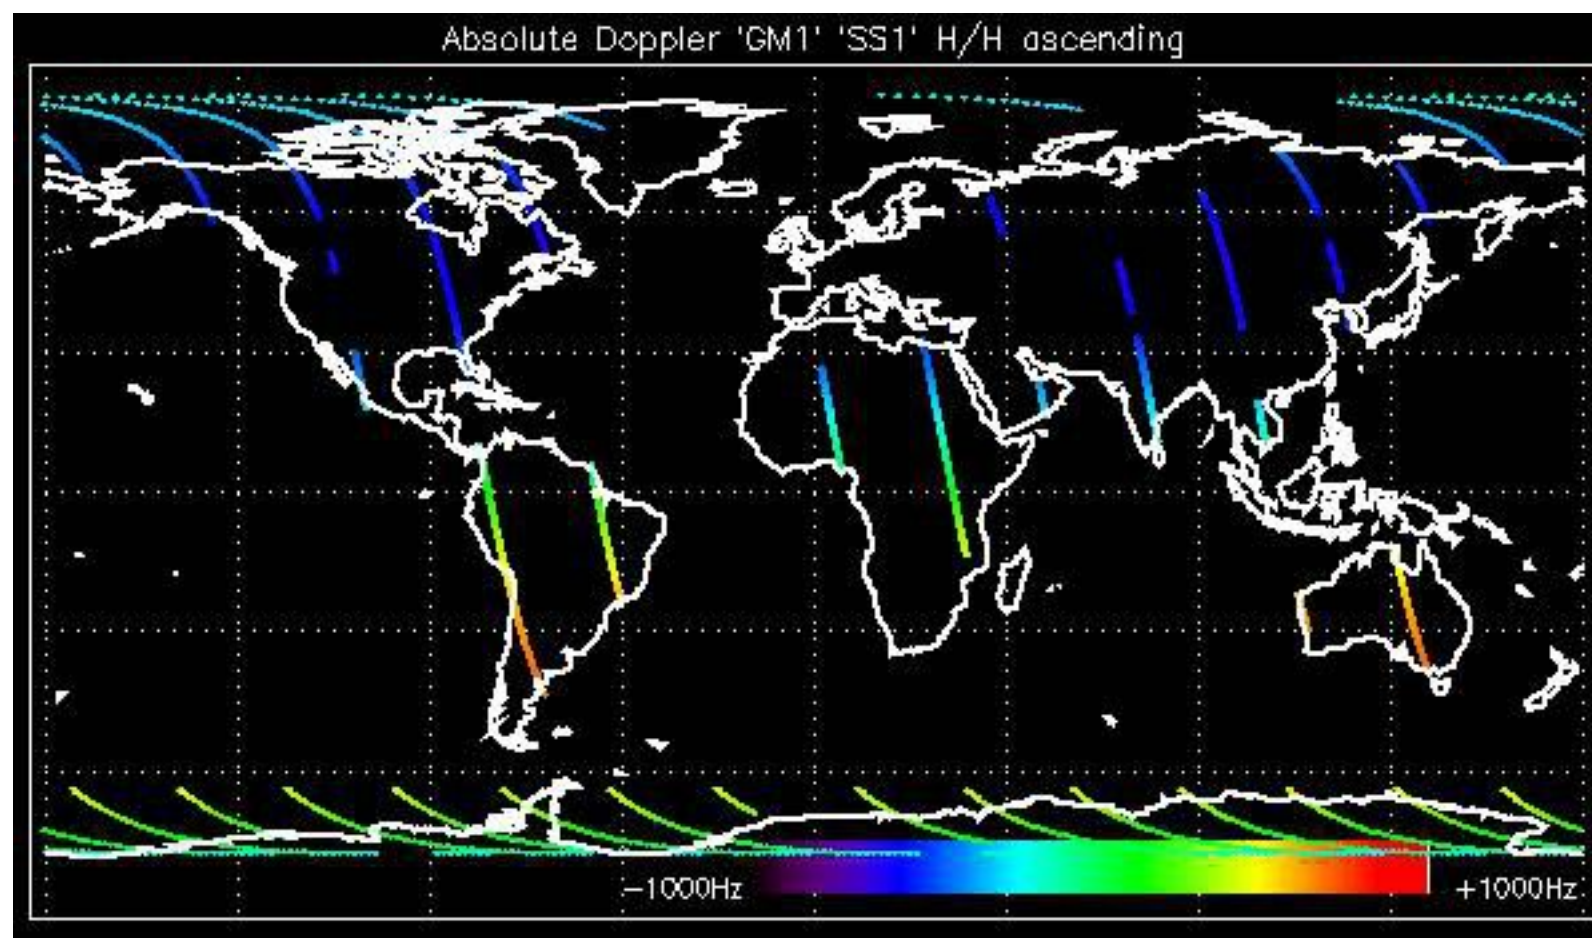 Absolute Doppler 'GM1' 'SS1' H/H ascending
-1000Hz
+1000Hz